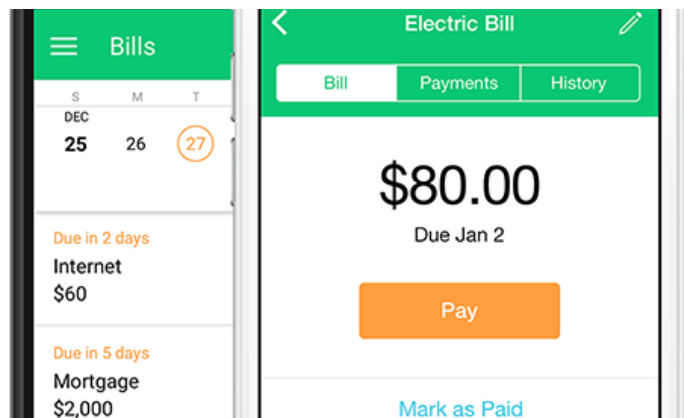 Bills
S M T
DEC
25 26 27
Due in 2 days
Internet
$60
Due in 5 days
Mortgage
$2,000
Electric Bill
Bill Payments History
$80.00
Due Jan 2
Pay
Mark as Paid